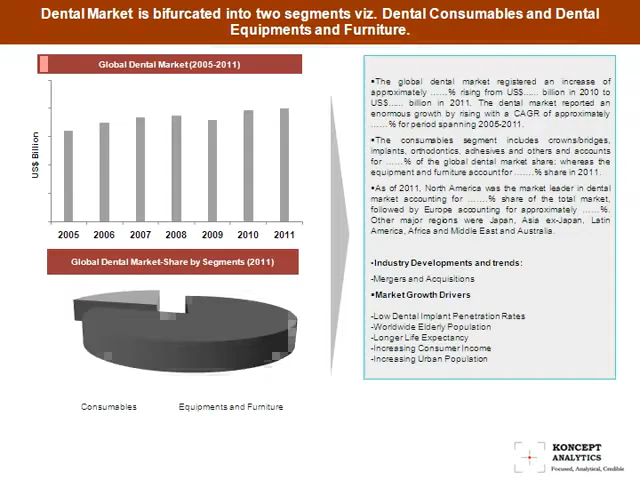 Dental Market is bifurcated into two segments viz. Dental Consumables and Dental
Equipments and Furniture.
Global Dental Market (2005-2011)
US$ Billion
2005 2006 2007 2008 2009 2010 2011
Global Dental Market-Share by Segments (2011)
Consumables Equipments and Furniture
▪The global dental market registered an increase of
approximately ……% rising from US$…… billion in 2010 to
US$…… billion in 2011. The dental market reported an
enormous growth by rising with a CAGR of approximately
……% for period spanning 2005-2011.
▪The consumables segment includes crowns/bridges,
implants, orthodontics, adhesives and others and accounts
for ……% of the global dental market share; whereas the
equipment and furniture account for …….% share in 2011.
▪As of 2011, North America was the market leader in dental
market accounting for …….% share of the total market,
followed by Europe accounting for approximately ……%.
Other major regions were Japan, Asia ex-Japan, Latin
America, Africa and Middle East and Australia.
▪Industry Developments and trends:
-Mergers and Acquisitions
▪Market Growth Drivers
-Low Dental Implant Penetration Rates
-Worldwide Elderly Population
-Longer Life Expectancy
-Increasing Consumer Income
-Increasing Urban Population
KONCEPT
ANALYTICS
Focused, Analytical, Credible